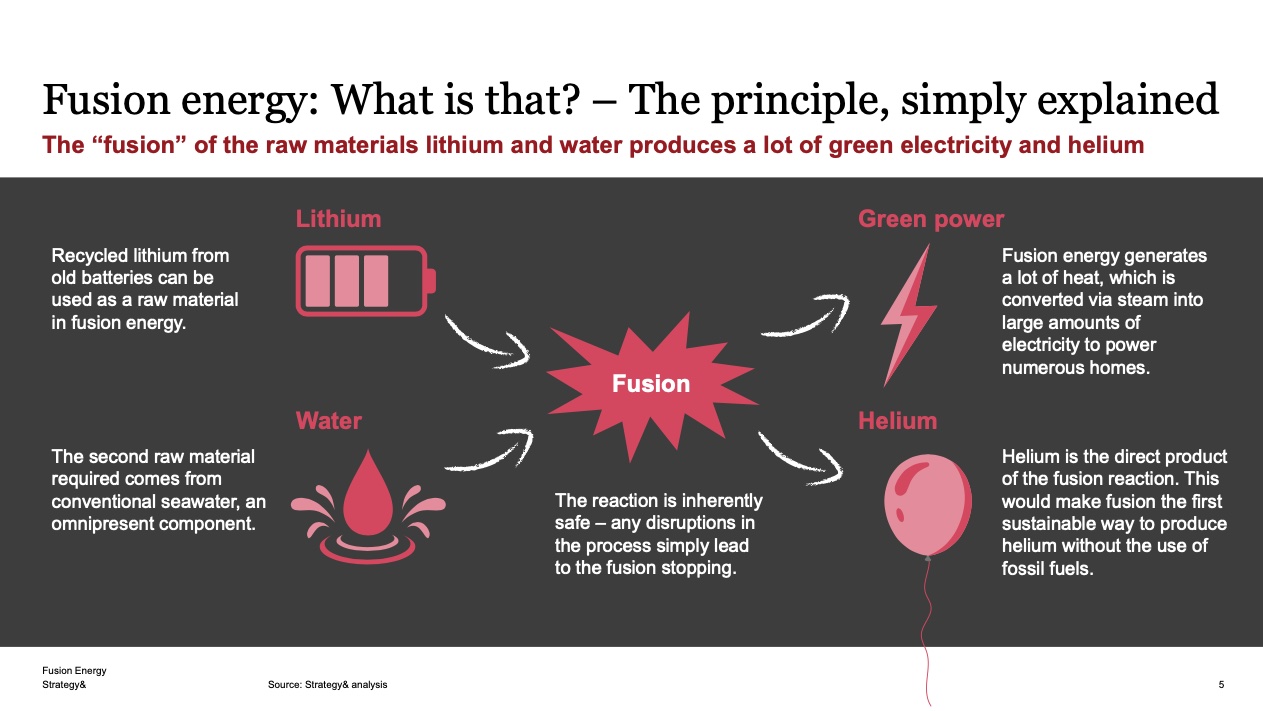 Fusion energy: What is that? – The principle, simply explained
The “fusion” of the raw materials lithium and water produces a lot of green electricity and helium
Lithium
Recycled lithium from
old batteries can be
used as a raw material
in fusion energy.
Water
The second raw material
required comes from
conventional seawater, an
omnipresent component.
Fusion
The reaction is inherently
safe – any disruptions in
the process simply lead
to the fusion stopping.
Green power
Fusion energy generates
a lot of heat, which is
converted via steam into
large amounts of
electricity to power
numerous homes.
Helium
Helium is the direct product
of the fusion reaction. This
would make fusion the first
sustainable way to produce
helium without the use of
fossil fuels.
Fusion Energy
Strategy&
Source: Strategy& analysis
5